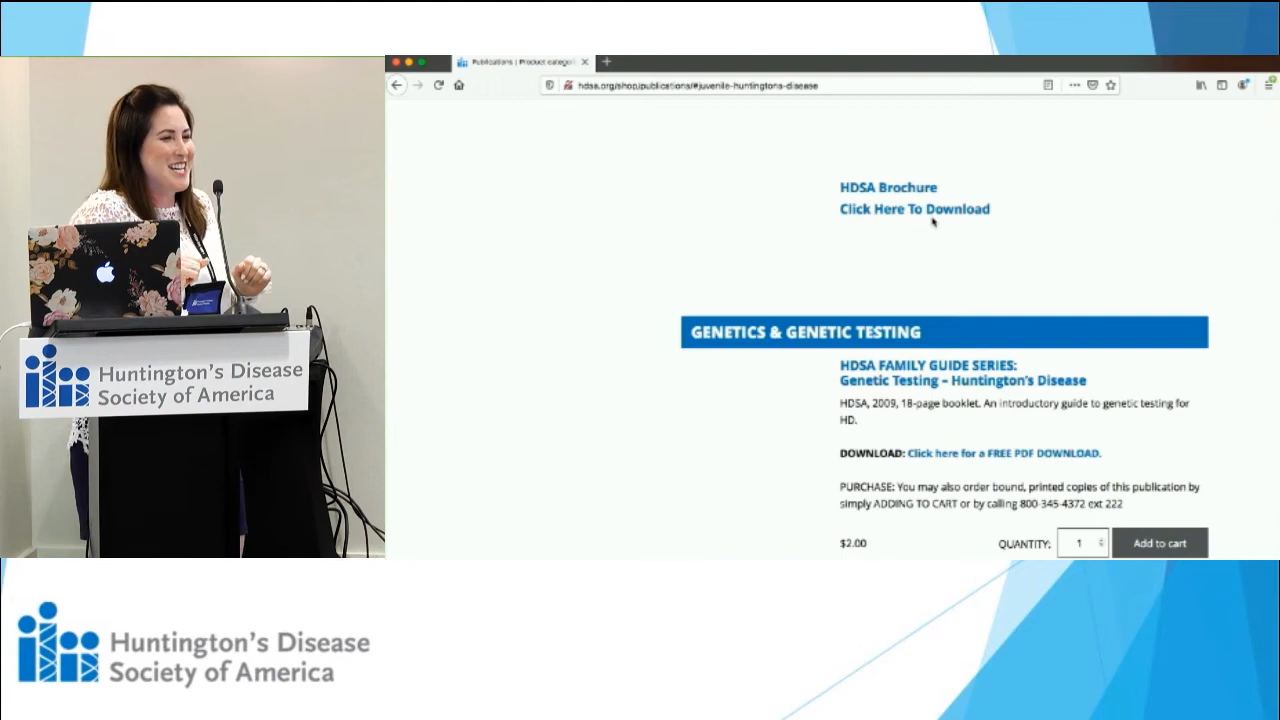 Publications | Product categor
hdsa.org/shop/publications/#juvenile-huntingtons-disease
HDSA Brochure
Click Here To Download
GENETICS & GENETIC TESTING
HDSA FAMILY GUIDE SERIES:
Genetic Testing – Huntington's Disease
HDSA, 2009, 18-page booklet. An introductory guide to genetic testing for
HD.
DOWNLOAD: Click here for a FREE PDF DOWNLOAD.
PURCHASE: You may also order bound, printed copies of this publication by
simply ADDING TO CART or by calling 800-345-4372 ext 222
$2.00
QUANTITY:
1
Add to cart
Huntington's Disease
Society of America
Huntington's Disease
Society of America